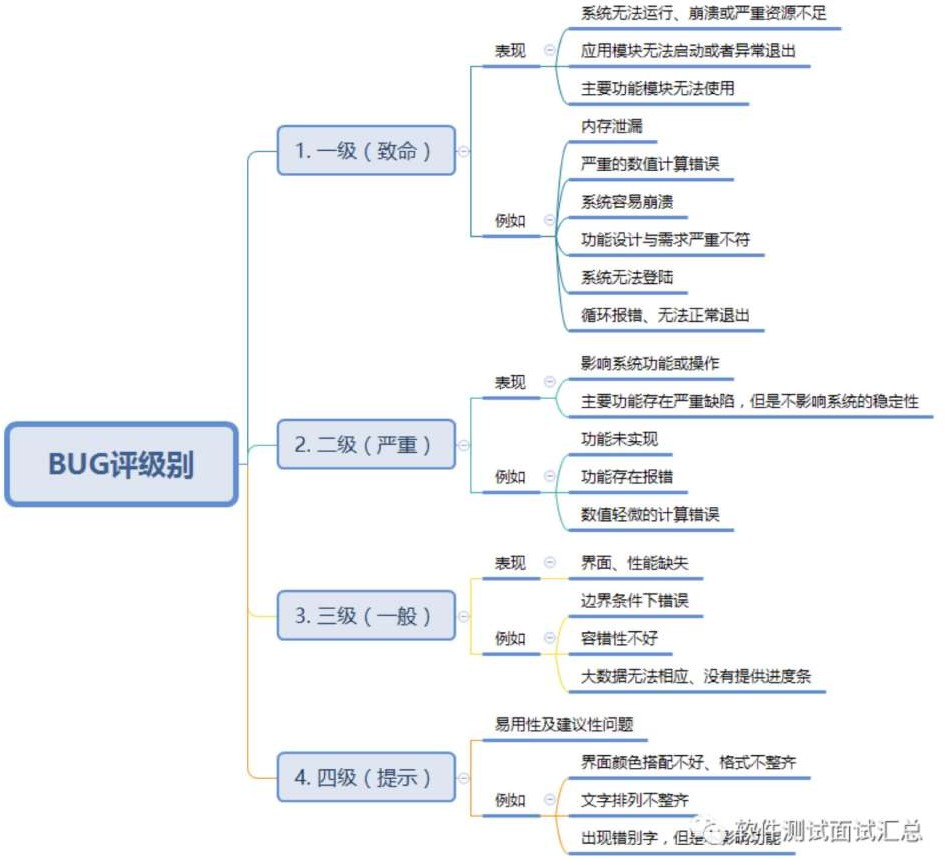 BUG评级别
1. 一级（致命）
表现
系统无法运行、崩溃或严重资源不足
应用模块无法启动或者异常退出
主要功能模块无法使用
例如
内存泄漏
严重的数值计算错误
系统容易崩溃
功能设计与需求严重不符
系统无法登陆
循环报错、无法正常退出
2. 二级（严重）
表现
影响系统功能或操作
主要功能存在严重缺陷，但是不影响系统的稳定性
例如
功能未实现
功能存在报错
数值轻微的计算错误
3. 三级（一般）
表现
界面、性能缺失
例如
边界条件下错误
容错性不好
大数据无法相应、没有提供进度条
4. 四级（提示）
易用性及建议性问题
例如
界面颜色搭配不好、格式不整齐
文字排列不整齐
出现错别字，但是影响功能
软件测试面试汇总